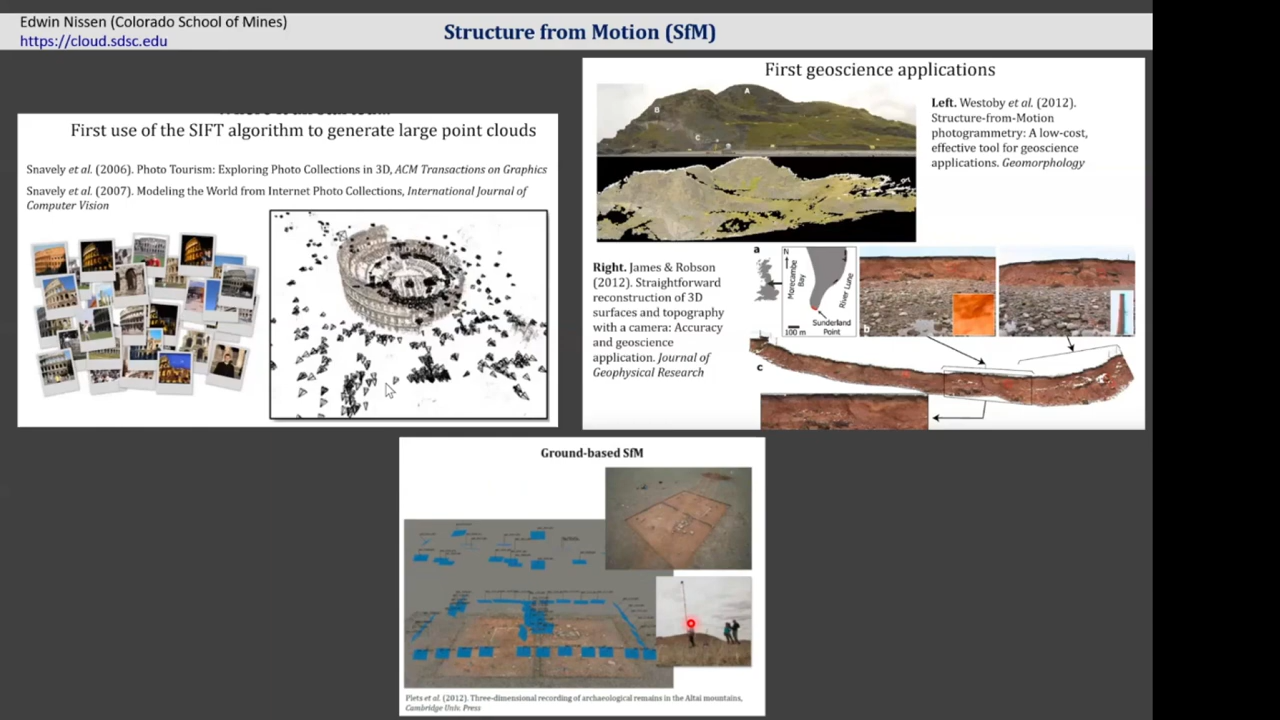 Edwin Nissen (Colorado School of Mines)
https://cloud.sdsc.edu
Structure from Motion (SfM)
First use of the SIFT algorithm to generate large point clouds
Snavely et al. (2006). Photo Tourism: Exploring Photo Collections in 3D, ACM Transactions on Graphics
Snavely et al. (2007). Modeling the World from Internet Photo Collections, International Journal of
Computer Vision
First geoscience applications
A
B
C
Left. Westoby et al. (2012).
Structure-from-Motion
photogrammetry: A low-cost,
effective tool for geoscience
applications. Geomorphology
Right. James & Robson
(2012). Straightforward
reconstruction of 3D
surfaces and topography
with a camera: Accuracy
and geoscience
application. Journal of
Geophysical Research
a
N
Morecambe
Bay
River Lune
Sunderland
Point
100 m
b
c
Ground-based SfM
Plets et al. (2012). Three-dimensional recording of archaeological remains in the Altai mountains,
Cambridge Univ. Press